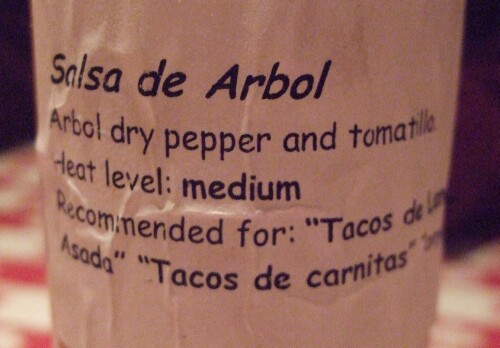 Salsa de Arbol
Arbol dry pepper and tomatillo
Heat level: medium
Recommended for: "Tacos de
Asada" "Tacos de carnitas"